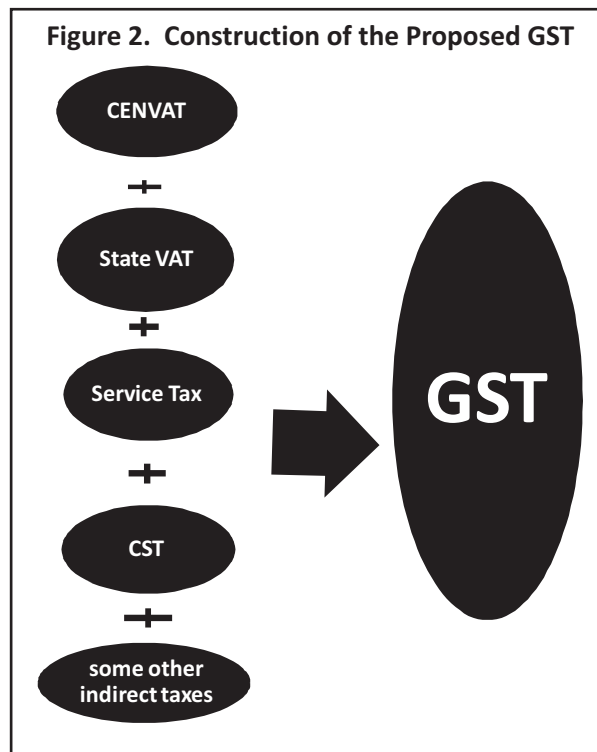 Figure 2. Construction of the Proposed GST
CENVAT
+
State VAT
+
Service Tax
+
CST
+
some other
indirect taxes
GST